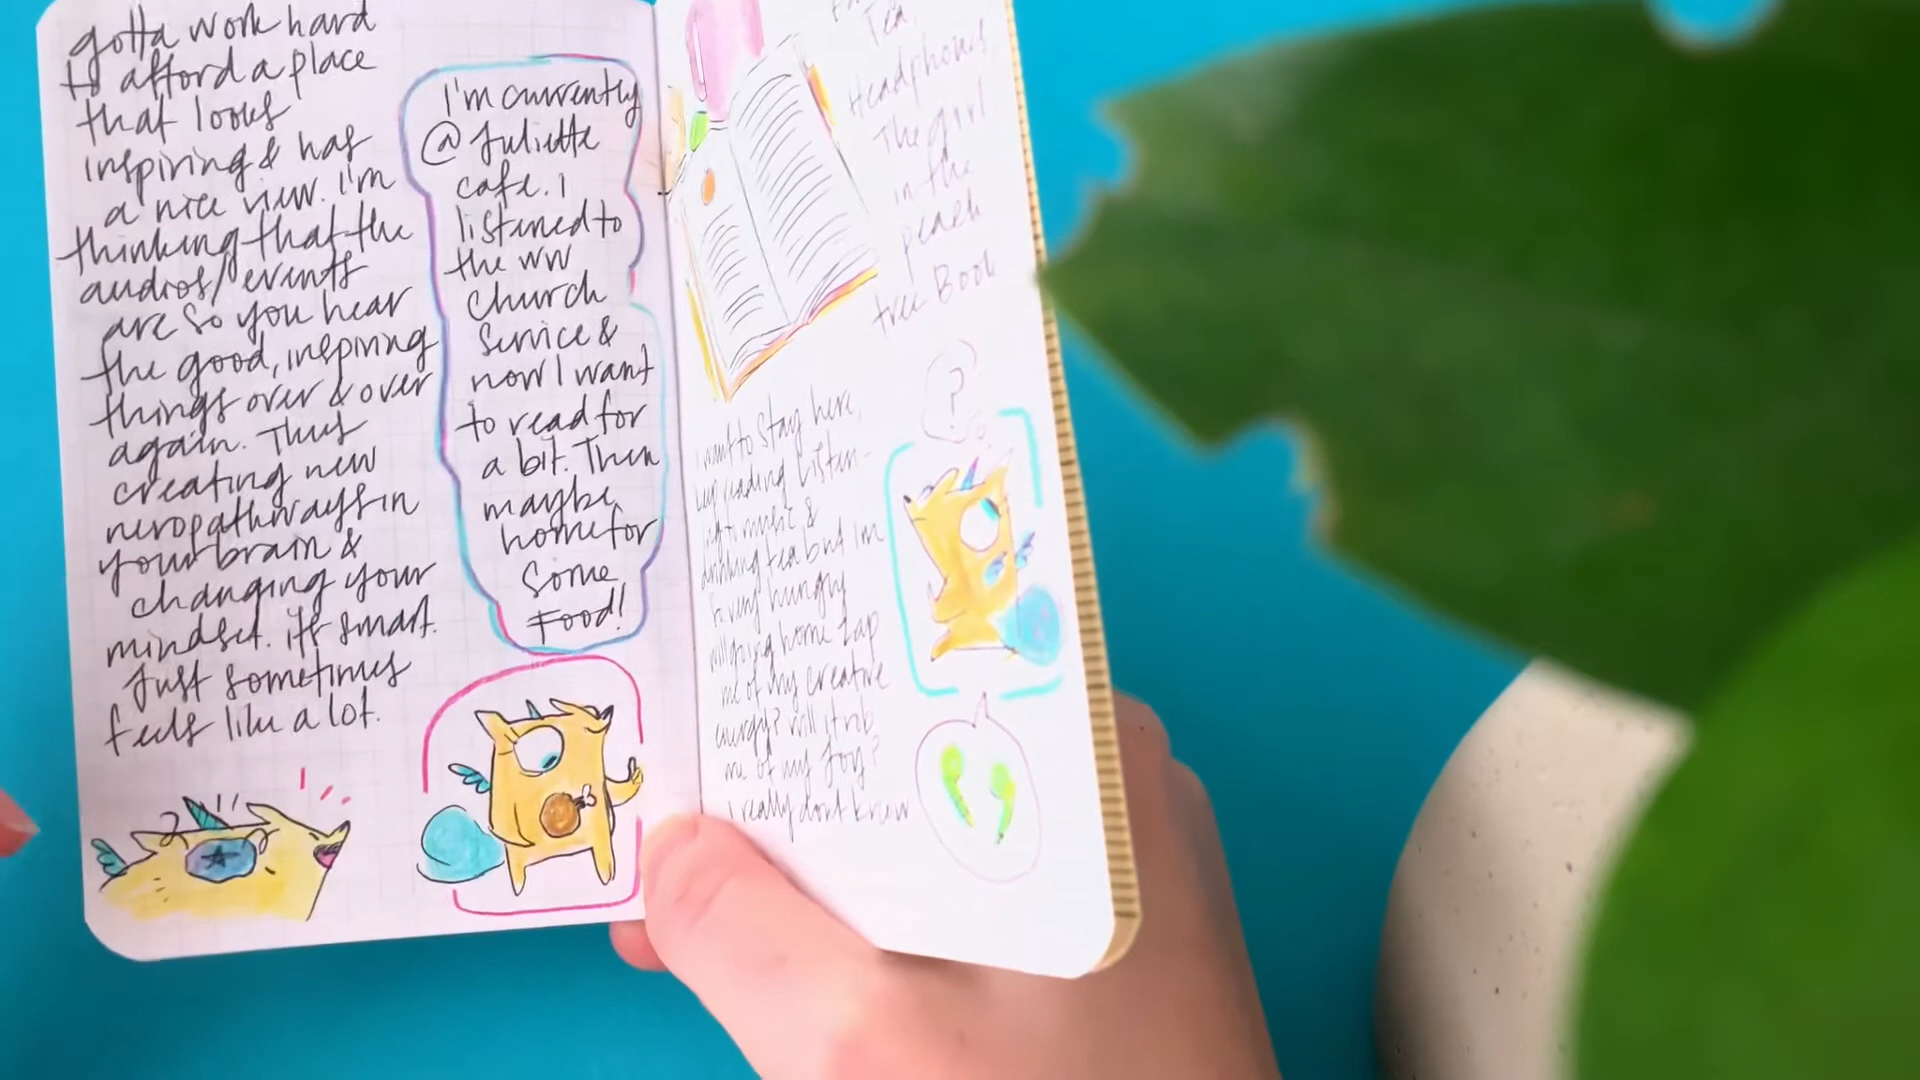 gotta work hard
to afford a place
that looks
inspiring & has
a nice view. I'm
thinking that the
audios/events
are so you hear
the good, inspiring
things over & over
again. Thus
creating new
neropathways in
your brain &
changing your
mindset. it's smart.
Just sometimes
feels like a lot.
I'm currently
@ Juliette
cafe. I
listened to
the WW
church
service &
now I want
to read for
a bit. Then
maybe
home for
some
Food!
Tea,
Headphones,
The girl
in the
peach
tree Book
I want to stay here,
keep reading listen-
ing to music &
drinking tea but I'm
so very hungry
will going home zap
me of my creative
energy? will it rob
me of my joy?
I really don't know
?